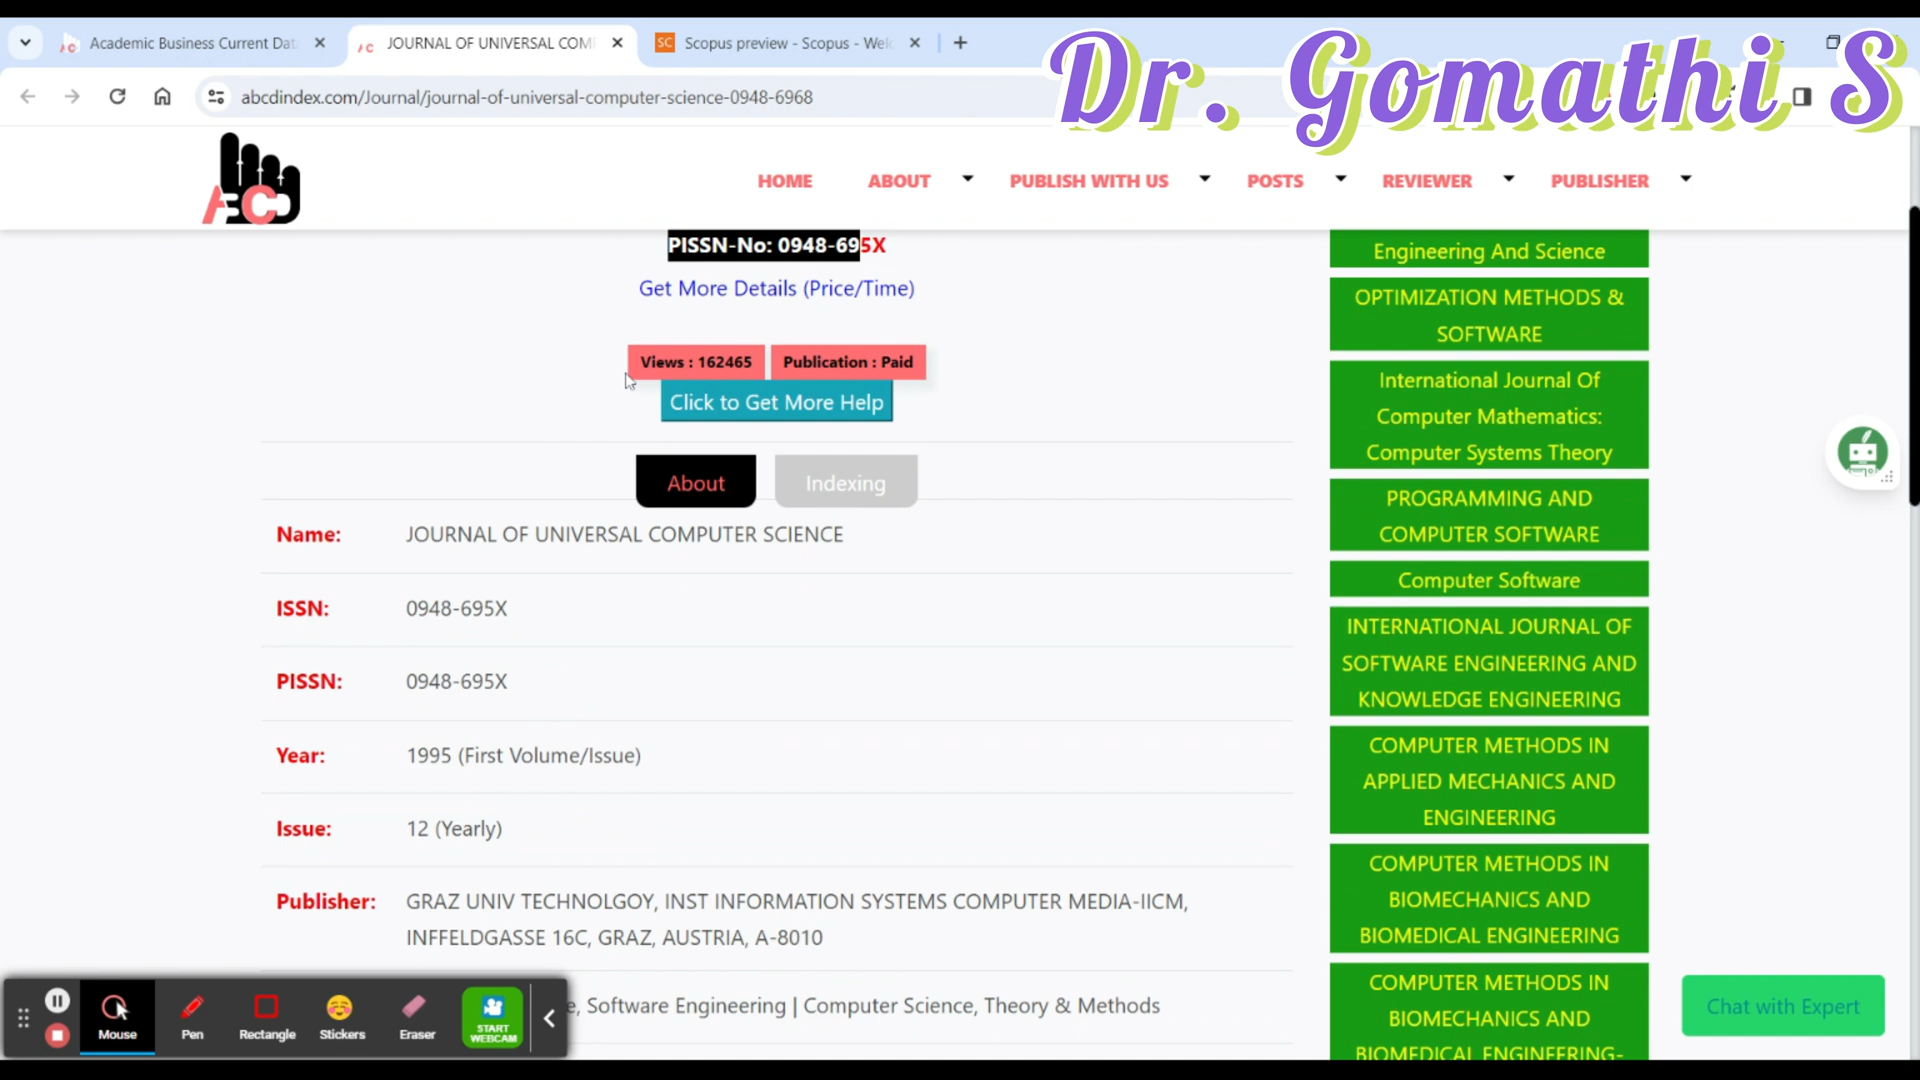 Academic Business Current Dat
JOURNAL OF UNIVERSAL COM
SC
Scopus preview - Scopus - Wel
Dr. Gomathi S
abcdindex.com/Journal/journal-of-universal-computer-science-0948-6968
ABCD
HOME
ABOUT
PUBLISH WITH US
POSTS
REVIEWER
PUBLISHER
PISSN-No: 0948-695X
Get More Details (Price/Time)
Views : 162465
Publication : Paid
Click to Get More Help
About
Indexing
Name: JOURNAL OF UNIVERSAL COMPUTER SCIENCE
ISSN: 0948-695X
PISSN: 0948-695X
Year: 1995 (First Volume/Issue)
Issue: 12 (Yearly)
Publisher: GRAZ UNIV TECHNOLGOY, INST INFORMATION SYSTEMS COMPUTER MEDIA-IICM,
INFFELDGASSE 16C, GRAZ, AUSTRIA, A-8010
e, Software Engineering | Computer Science, Theory & Methods
Engineering And Science
OPTIMIZATION METHODS &
SOFTWARE
International Journal Of
Computer Mathematics:
Computer Systems Theory
PROGRAMMING AND
COMPUTER SOFTWARE
Computer Software
INTERNATIONAL JOURNAL OF
SOFTWARE ENGINEERING AND
KNOWLEDGE ENGINEERING
COMPUTER METHODS IN
APPLIED MECHANICS AND
ENGINEERING
COMPUTER METHODS IN
BIOMECHANICS AND
BIOMEDICAL ENGINEERING
COMPUTER METHODS IN
BIOMECHANICS AND
BIOMEDICAL ENGINEERING-
Chat with Expert
Mouse
Pen
Rectangle
Stickers
Eraser
START
WEBCAM